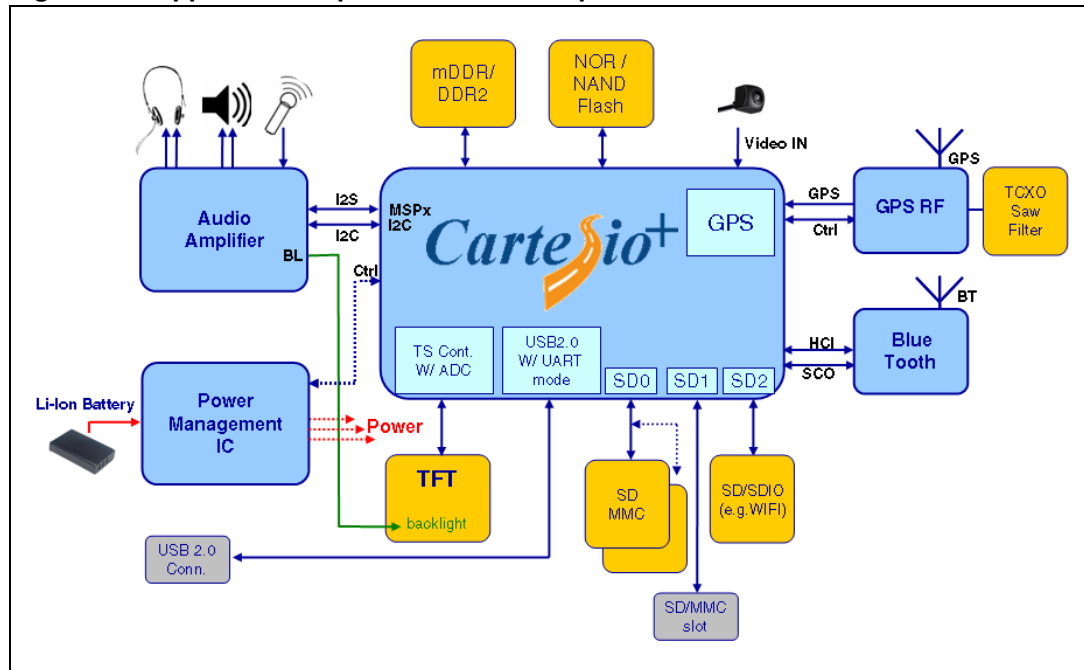 mDDR/
DDR2
NOR /
NAND
Flash
Video IN
GPS
Audio
Amplifier
BL
I2S
I2C
MSPx
I2C
Ctrl
Cartesio+
GPS
GPS
Ctrl
GPS RF
TCXO
Saw
Filter
BT
HCI
SCO
Blue
Tooth
TS Cont.
W/ ADC
USB2.0
W/ UART
mode
SD0
SD1
SD2
Li-Ion Battery
Power
Management
IC
Power
TFT
backlight
SD
MMC
SD/SDIO
(e.g.WIFI)
USB 2.0
Conn.
SD/MMC
slot